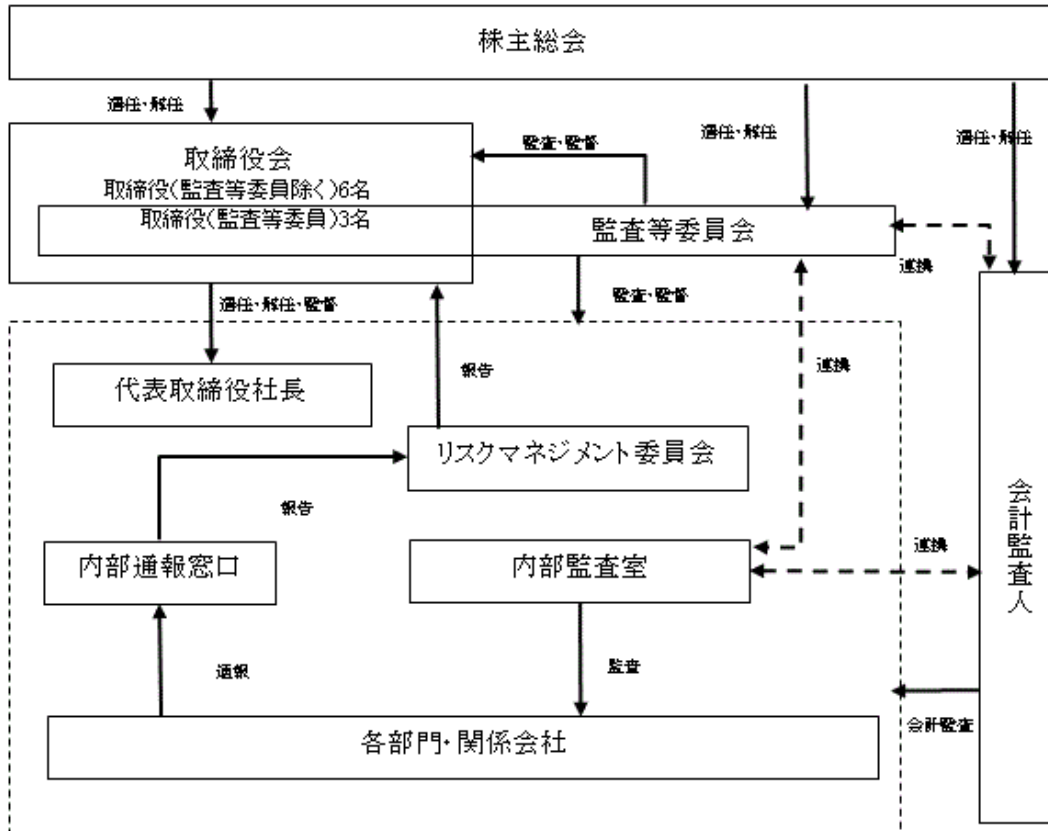 株主総会
選任・解任
選任・解任
選任・解任
監査・監督
取締役会
取締役(監査等委員除く)6名
取締役(監査等委員)3名
監査等委員会
連携
選任・解任・監督
監査・監督
報告
連携
代表取締役社長
リスクマネジメント委員会
報告
内部通報窓口
内部監査室
連携
会計監査人
通報
監査
会計監査
各部門・関係会社